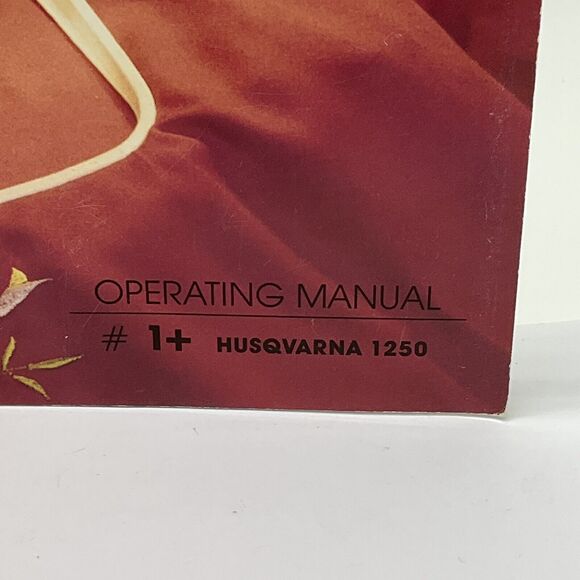 OPERATING MANUAL
# 1+ HUSQVARNA 1250